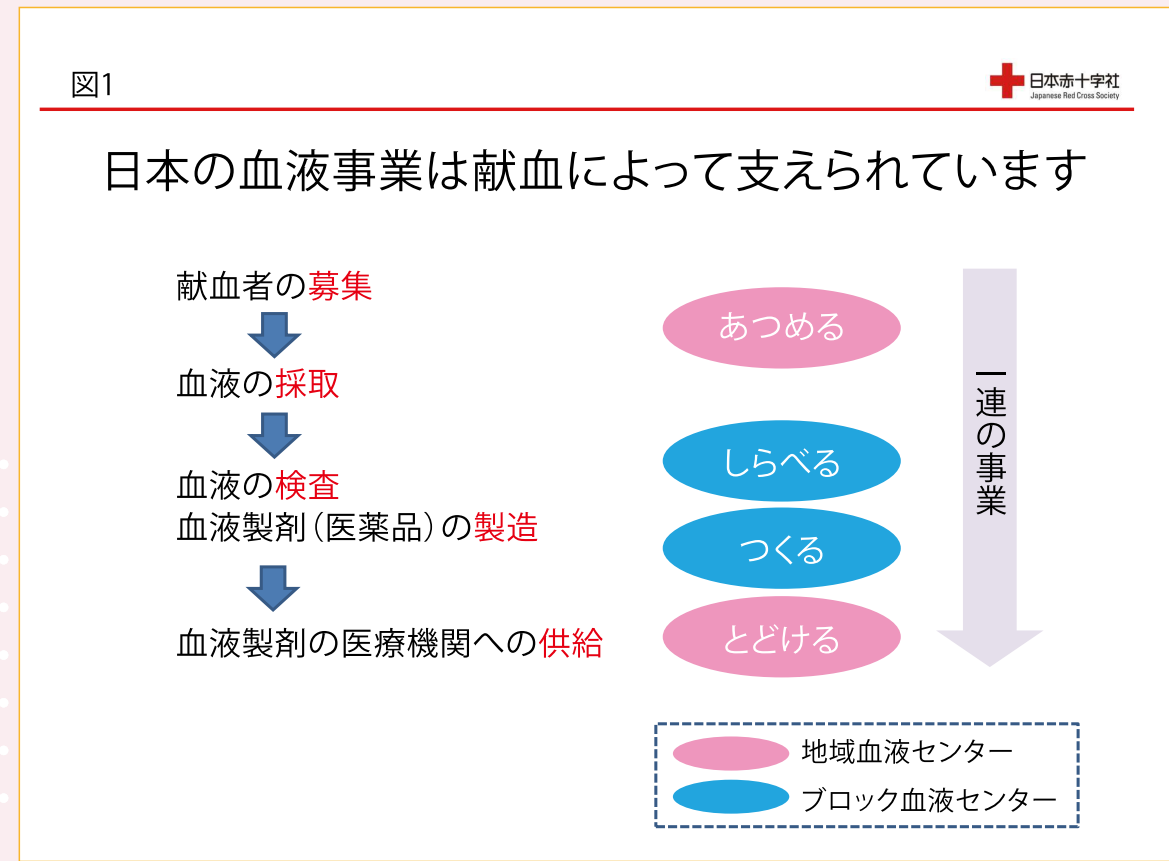 図1
日本赤十字社
Japanese Red Cross Society
日本の血液事業は献血によって支えられています
献血者の募集
血液の採取
血液の検査
血液製剤(医薬品)の製造
血液製剤の医療機関への供給
あつめる
しらべる
つくる
とどける
一連の事業
地域血液センター
ブロック血液センター